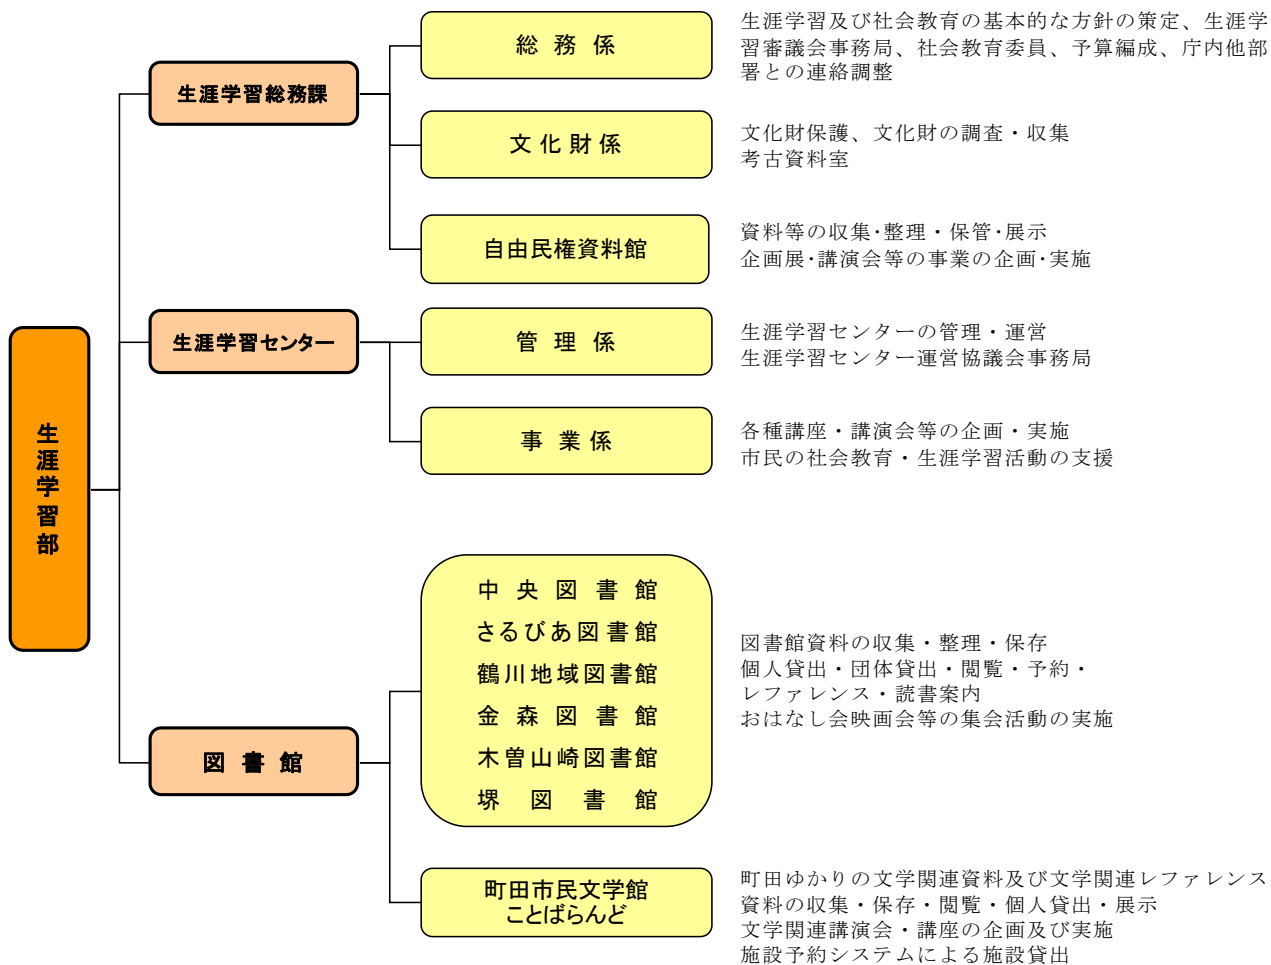 生涯学習部
生涯学習総務課
総務係
生涯学習及び社会教育の基本的な方針の策定、生涯学
習審議会事務局、社会教育委員、予算編成、庁内他部
署との連絡調整
文化財係
文化財保護、文化財の調査・収集
考古資料室
自由民権資料館
資料等の収集・整理・保管・展示
企画展・講演会等の事業の企画・実施
生涯学習センター
管理係
生涯学習センターの管理・運営
生涯学習センター運営協議会事務局
事業係
各種講座・講演会等の企画・実施
市民の社会教育・生涯学習活動の支援
図書館
中央図書館
さるびあ図書館
鶴川地域図書館
金森図書館
木曽山崎図書館
堺図書館
図書館資料の収集・整理・保存
個人貸出・団体貸出・閲覧・予約・
レファレンス・読書案内
おはなし会映画会等の集会活動の実施
町田市民文学館
ことばらんど
町田ゆかりの文学関連資料及び文学関連レファレンス
資料の収集・保存・閲覧・個人貸出・展示
文学関連講演会・講座の企画及び実施
施設予約システムによる施設貸出